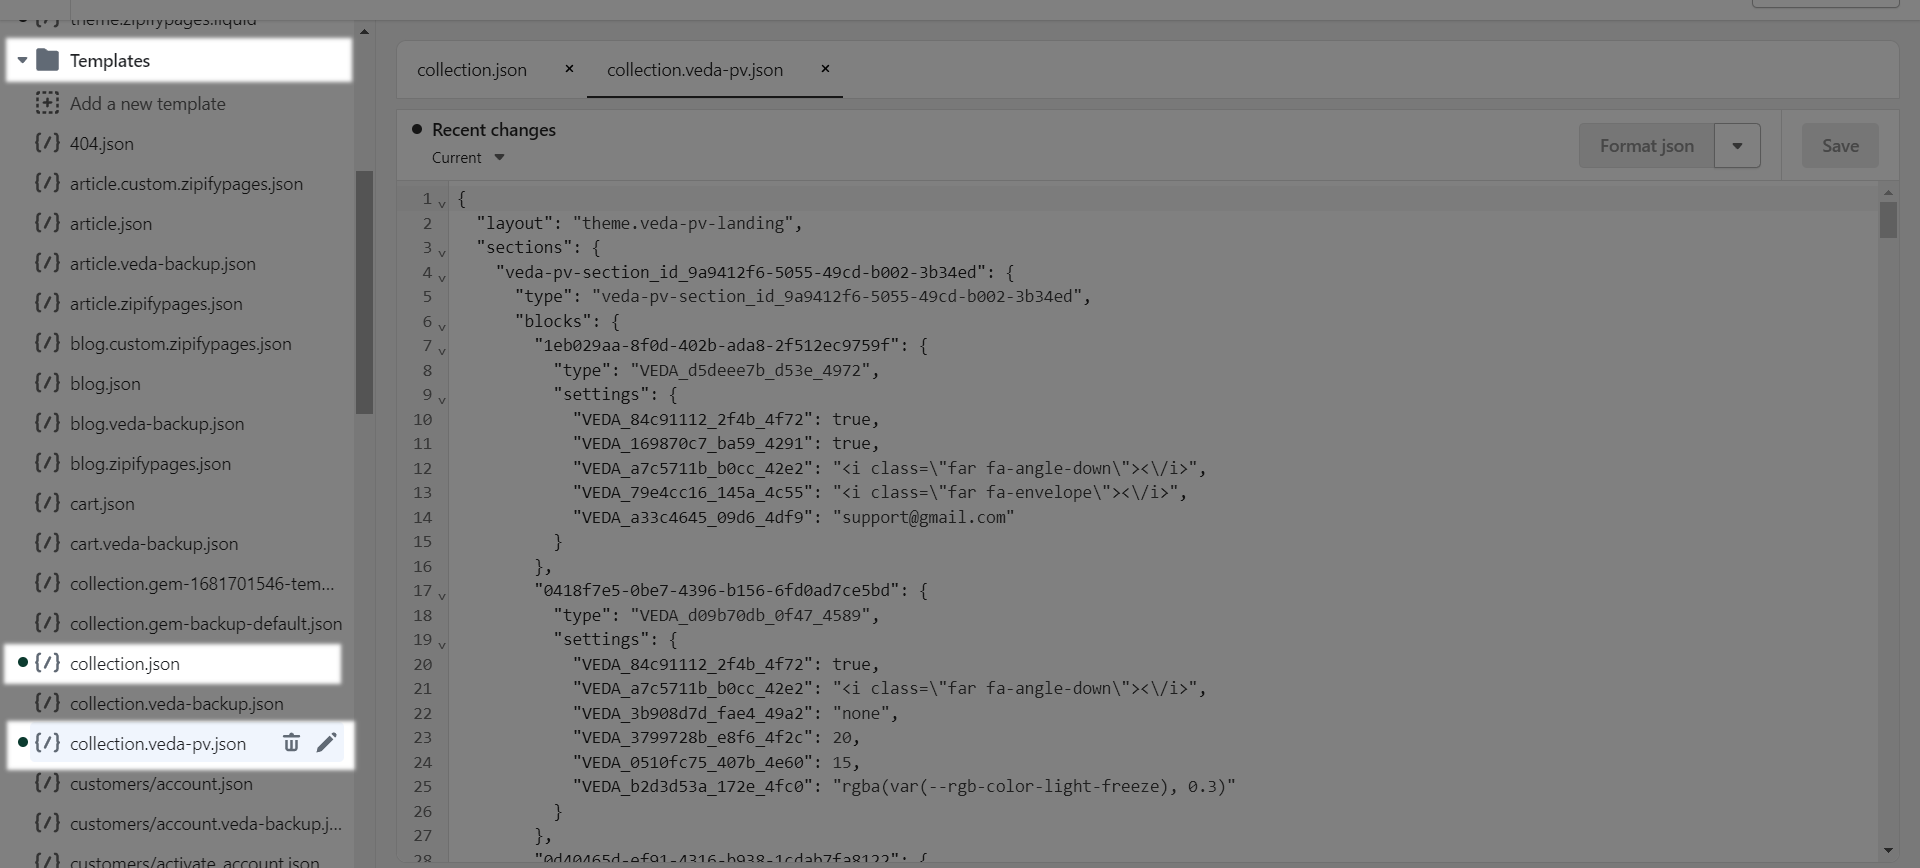 theme.zipifypages.liquid
Templates
Add a new template
404.json
article.custom.zipifypages.json
article.json
article.veda-backup.json
article.zipifypages.json
blog.custom.zipifypages.json
blog.json
blog.veda-backup.json
blog.zipifypages.json
cart.json
cart.veda-backup.json
collection.gem-1681701546-tem...
collection.gem-backup-default.json
collection.json
collection.veda-backup.json
collection.veda-pv.json
customers/account.json
customers/account.veda-backup.j...
customers/activate_account.json
collection.json × collection.veda-pv.json ×
Recent changes
Current
Format json
Save
1 {
2 "layout": "theme.veda-pv-landing",
3 "sections": {
4 "veda-pv-section_id_9a9412f6-5055-49cd-b002-3b34ed": {
5 "type": "veda-pv-section_id_9a9412f6-5055-49cd-b002-3b34ed",
6 "blocks": {
7 "1eb029aa-8f0d-402b-ada8-2f512ec9759f": {
8 "type": "VEDA_d5deee7b_d53e_4972",
9 "settings": {
10 "VEDA_84c91112_2f4b_4f72": true,
11 "VEDA_169870c7_ba59_4291": true,
12 "VEDA_a7c5711b_b0cc_42e2": "<i class=\"far fa-angle-down\"><\/i>",
13 "VEDA_79e4cc16_145a_4c55": "<i class=\"far fa-envelope\"><\/i>",
14 "VEDA_a33c4645_09d6_4df9": "support@gmail.com"
15 }
16 },
17 "0418f7e5-0be7-4396-b156-6fd0ad7ce5bd": {
18 "type": "VEDA_d09b70db_0f47_4589",
19 "settings": {
20 "VEDA_84c91112_2f4b_4f72": true,
21 "VEDA_a7c5711b_b0cc_42e2": "<i class=\"far fa-angle-down\"><\/i>",
22 "VEDA_3b908d7d_fae4_49a2": "none",
23 "VEDA_3799728b_e8f6_4f2c": 20,
24 "VEDA_0510fc75_407b_4e60": 15,
25 "VEDA_b2d3d53a_172e_4fc0": "rgba(var(--rgb-color-light-freeze), 0.3)"
26 }
27 },
28 "0d40465d-ef91-4316-b938-1cdab7fa8122": {